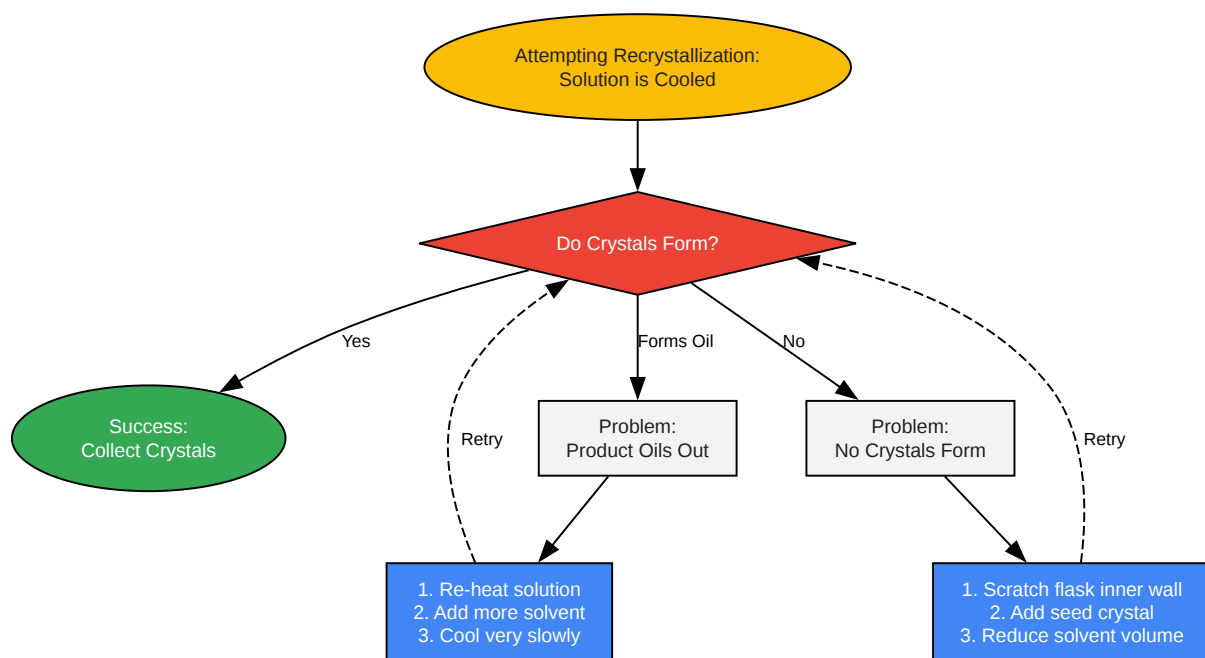 Attempting Recrystallization:
Solution is Cooled
Do Crystals Form?
Yes
Forms Oil
No
Success:
Collect Crystals
Retry
Problem:
Product Oils Out
Problem:
No Crystals Form
Retry
1. Re-heat solution
2. Add more solvent
3. Cool very slowly
1. Scratch flask inner wall
2. Add seed crystal
3. Reduce solvent volume